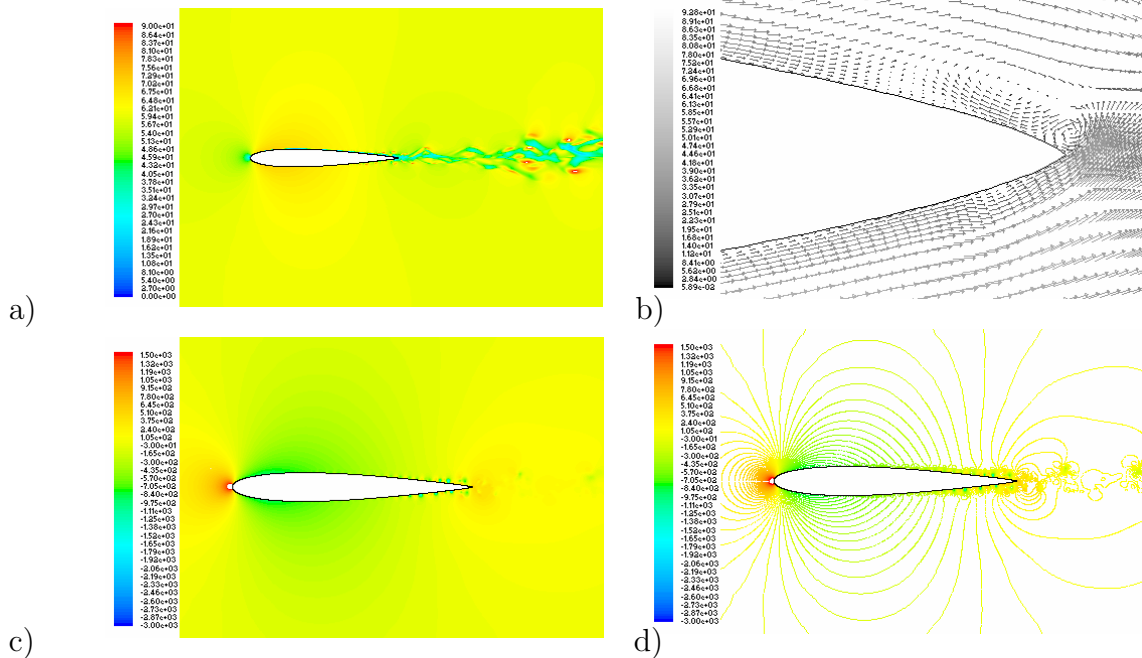 9.00e+01
8.64e+01
8.37e+01
8.10e+01
7.83e+01
7.56e+01
7.29e+01
7.02e+01
6.75e+01
6.48e+01
6.21e+01
5.94e+01
5.67e+01
5.40e+01
5.13e+01
4.86e+01
4.59e+01
4.32e+01
4.05e+01
3.78e+01
3.51e+01
3.24e+01
2.97e+01
2.70e+01
2.43e+01
2.16e+01
1.89e+01
1.62e+01
1.35e+01
1.08e+01
8.10e+00
5.40e+00
2.70e+00
0.00e+00
a)
9.28e+01
8.91e+01
8.63e+01
8.35e+01
8.08e+01
7.80e+01
7.52e+01
7.24e+01
6.96e+01
6.68e+01
6.41e+01
6.13e+01
5.85e+01
5.57e+01
5.29e+01
5.01e+01
4.74e+01
4.46e+01
4.18e+01
3.90e+01
3.62e+01
3.35e+01
3.07e+01
2.79e+01
2.51e+01
2.23e+01
1.95e+01
1.68e+01
1.40e+01
1.12e+01
8.41e+00
5.62e+00
2.84e+00
5.89e-02
b)
1.50e+03
1.32e+03
1.19e+03
1.05e+03
9.15e+02
7.80e+02
6.45e+02
5.10e+02
3.75e+02
2.40e+02
1.05e+02
-3.00e+01
-1.65e+02
-3.00e+02
-4.35e+02
-5.70e+02
-7.05e+02
-8.40e+02
-9.75e+02
-1.11e+03
-1.25e+03
-1.38e+03
-1.52e+03
-1.65e+03
-1.79e+03
-1.92e+03
-2.06e+03
-2.19e+03
-2.33e+03
-2.46e+03
-2.60e+03
-2.73e+03
-2.87e+03
-3.00e+03
c)
1.50e+03
1.32e+03
1.19e+03
1.05e+03
9.15e+02
7.80e+02
6.45e+02
5.10e+02
3.75e+02
2.40e+02
1.05e+02
-3.00e+01
-1.65e+02
-3.00e+02
-4.35e+02
-5.70e+02
-7.05e+02
-8.40e+02
-9.75e+02
-1.11e+03
-1.25e+03
-1.38e+03
-1.52e+03
-1.65e+03
-1.79e+03
-1.92e+03
-2.06e+03
-2.19e+03
-2.33e+03
-2.46e+03
-2.60e+03
-2.73e+03
-2.87e+03
-3.00e+03
d)